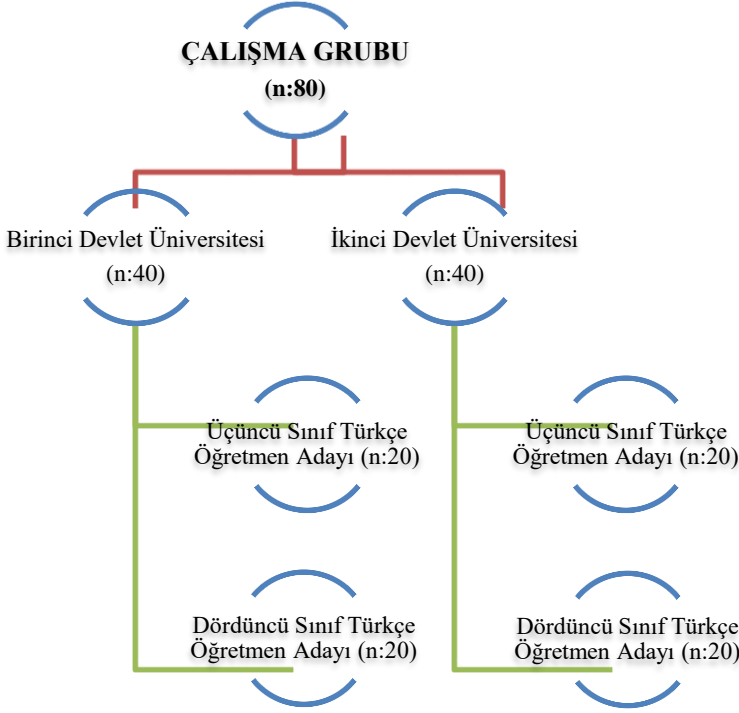 ÇALIŞMA GRUBU
(n:80)
Birinci Devlet Üniversitesi
(n:40)
İkinci Devlet Üniversitesi
(n:40)
Üçüncü Sınıf Türkçe
Öğretmen Adayı (n:20)
Üçüncü Sınıf Türkçe
Öğretmen Adayı (n:20)
Dördüncü Sınıf Türkçe
Öğretmen Adayı (n:20)
Dördüncü Sınıf Türkçe
Öğretmen Adayı (n:20)